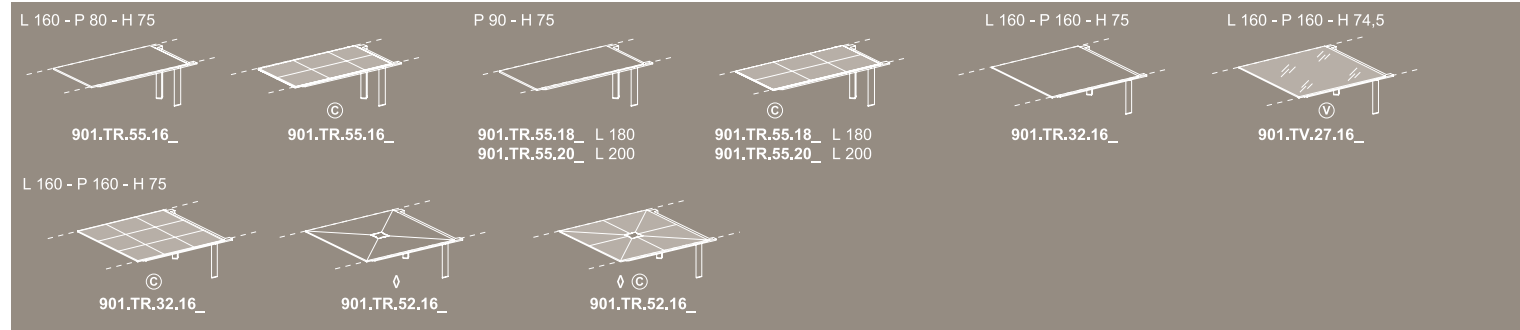 L 160 - P 80 - H 75
P 90 - H 75
L 160 - P 160 - H 75
L 160 - P 160 - H 74,5
C
C
V
901.TR.55.16_
901.TR.55.16_
901.TR.55.18_ L 180
901.TR.55.18_ L 180
901.TR.32.16_
901.TV.27.16_
901.TR.55.20_ L 200
901.TR.55.20_ L 200
L 160 - P 160 - H 75
C
◊
◊ C
901.TR.32.16_
901.TR.52.16_
901.TR.52.16_